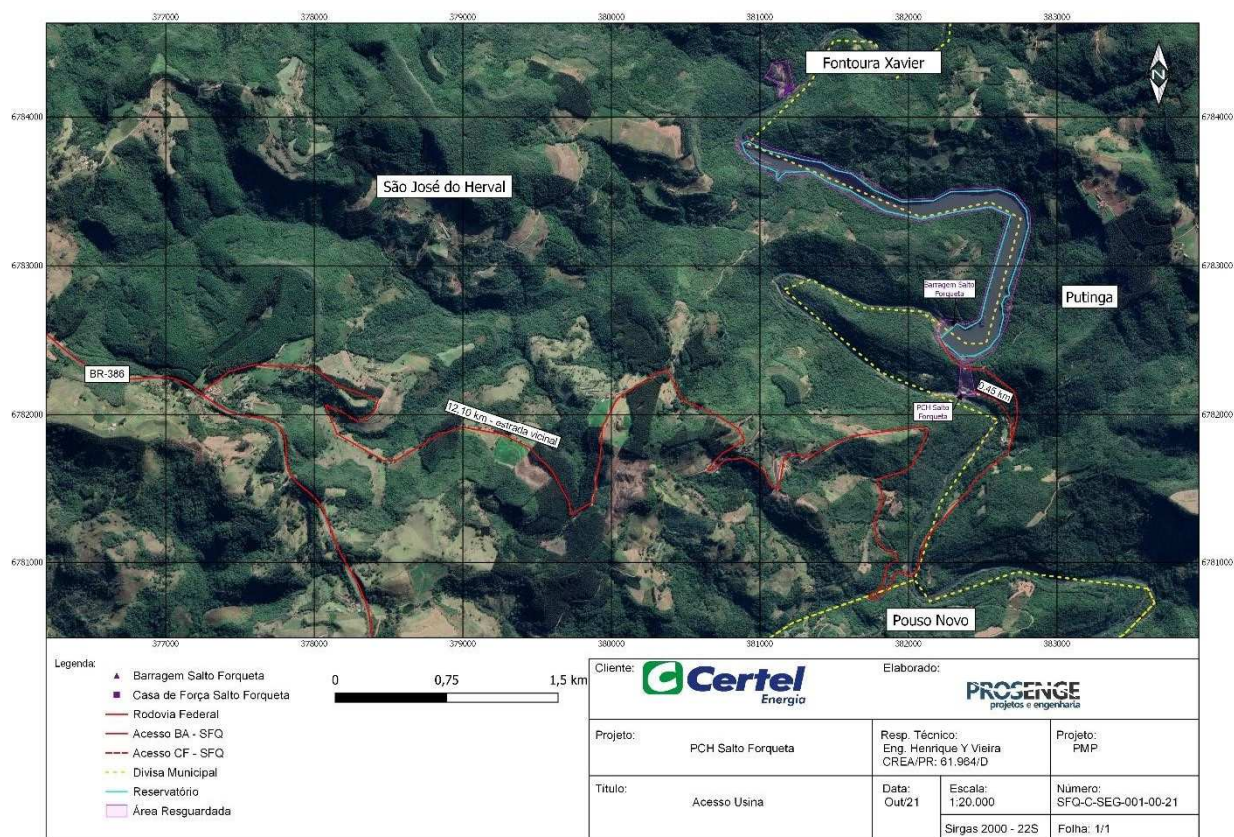 377000 378000 379000 380000 381000 382000 383000
Fontoura Xavier
6784000 6784000
São José do Herval
6783000 6783000
Barragem Salto
Forqueta
Putinga
BR-386
0.45 km
PCH Salto
Forqueta
6782000 6782000
12.10 km - estrada vicinal
6781000 6781000
Pouso Novo
377000 378000 379000 380000 381000 382000 383000
Legenda:
Barragem Salto Forqueta
Casa de Força Salto Forqueta
Rodovia Federal
Acesso BA - SFQ
Acesso CF - SFQ
Divisa Municipal
Reservatório
Área Resguardada
0 0,75 1,5 km
Cliente:
Certel
Energia
Elaborado:
PROSENGE
projetos e engenharia
Projeto:
PCH Salto Forqueta
Resp. Técnico:
Eng. Henrique Y Vieira
CREA/PR: 61.964/D
Projeto:
PMP
Título:
Acesso Usina
Data:
Out/21
Escala:
1:20.000
Número:
SFQ-C-SEG-001-00-21
Sirgas 2000 - 22S
Folha: 1/1